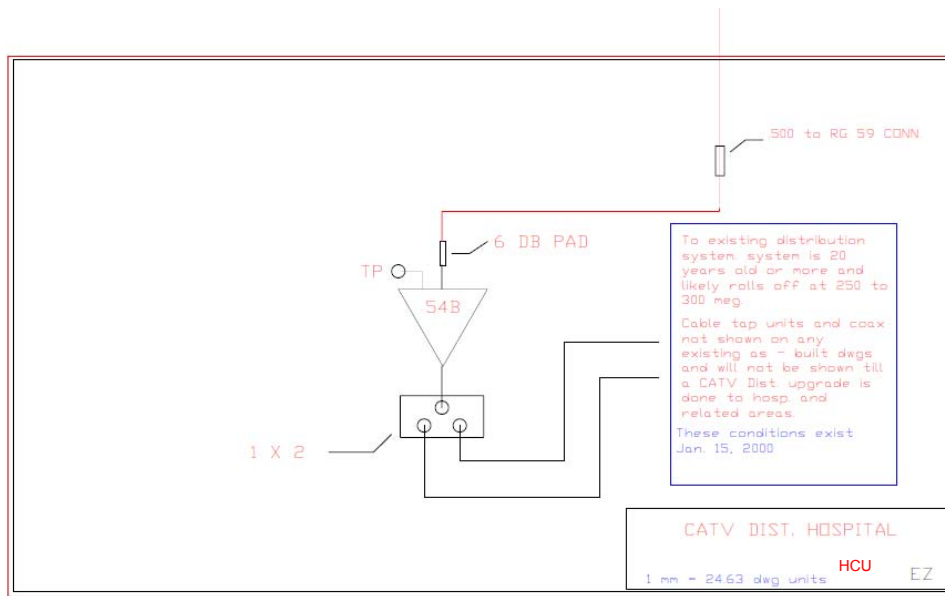 .500 to RG 59 CONN.
6 DB PAD
TP
54B
1 X 2
To existing distribution
system. system is 20
years old or more and
likely rolls off at 250 to
300 meg.
Cable tap units and coax
not shown on any
existing as - built dwgs
and will not be shown till
a CATV Dist. upgrade is
done to hosp. and
related areas.
These conditions exist
Jan. 15, 2000
CATV DIST. HOSPITAL
HCU
1 mm = 24.63 dwg units
EZ